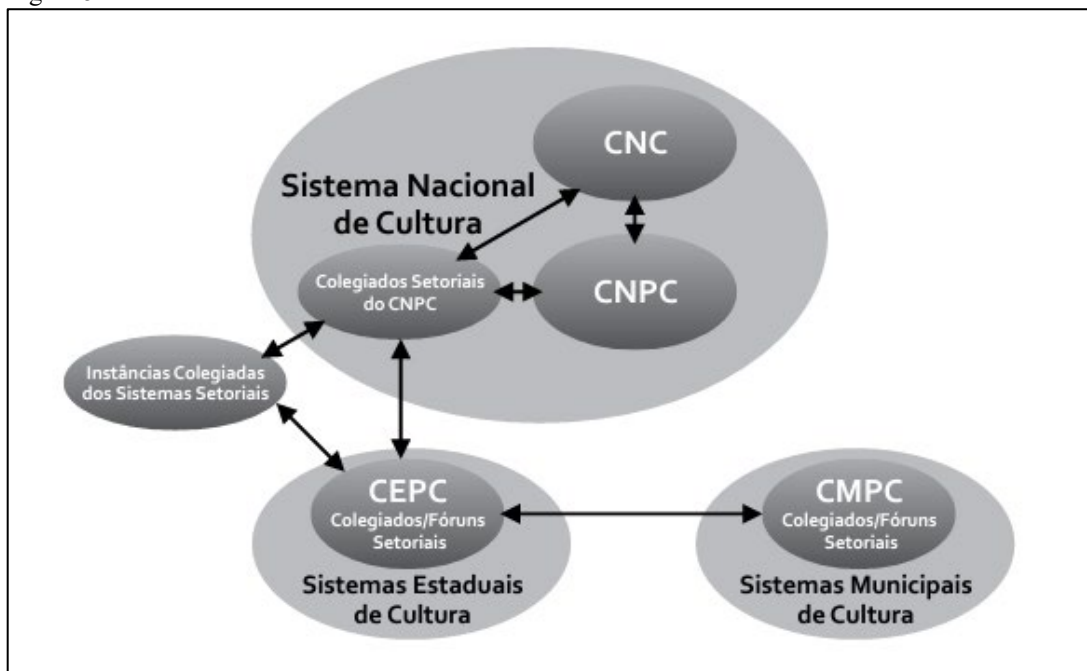 CNC
Sistema Nacional
de Cultura
Colegiados Setoriais
do CNPC
CNPC
Instâncias Colegiadas
dos Sistemas Setoriais
CEPC
Colegiados/Fóruns
Setoriais
Sistemas Estaduais
de Cultura
CMPC
Colegiados/Fóruns
Setoriais
Sistemas Municipais
de Cultura